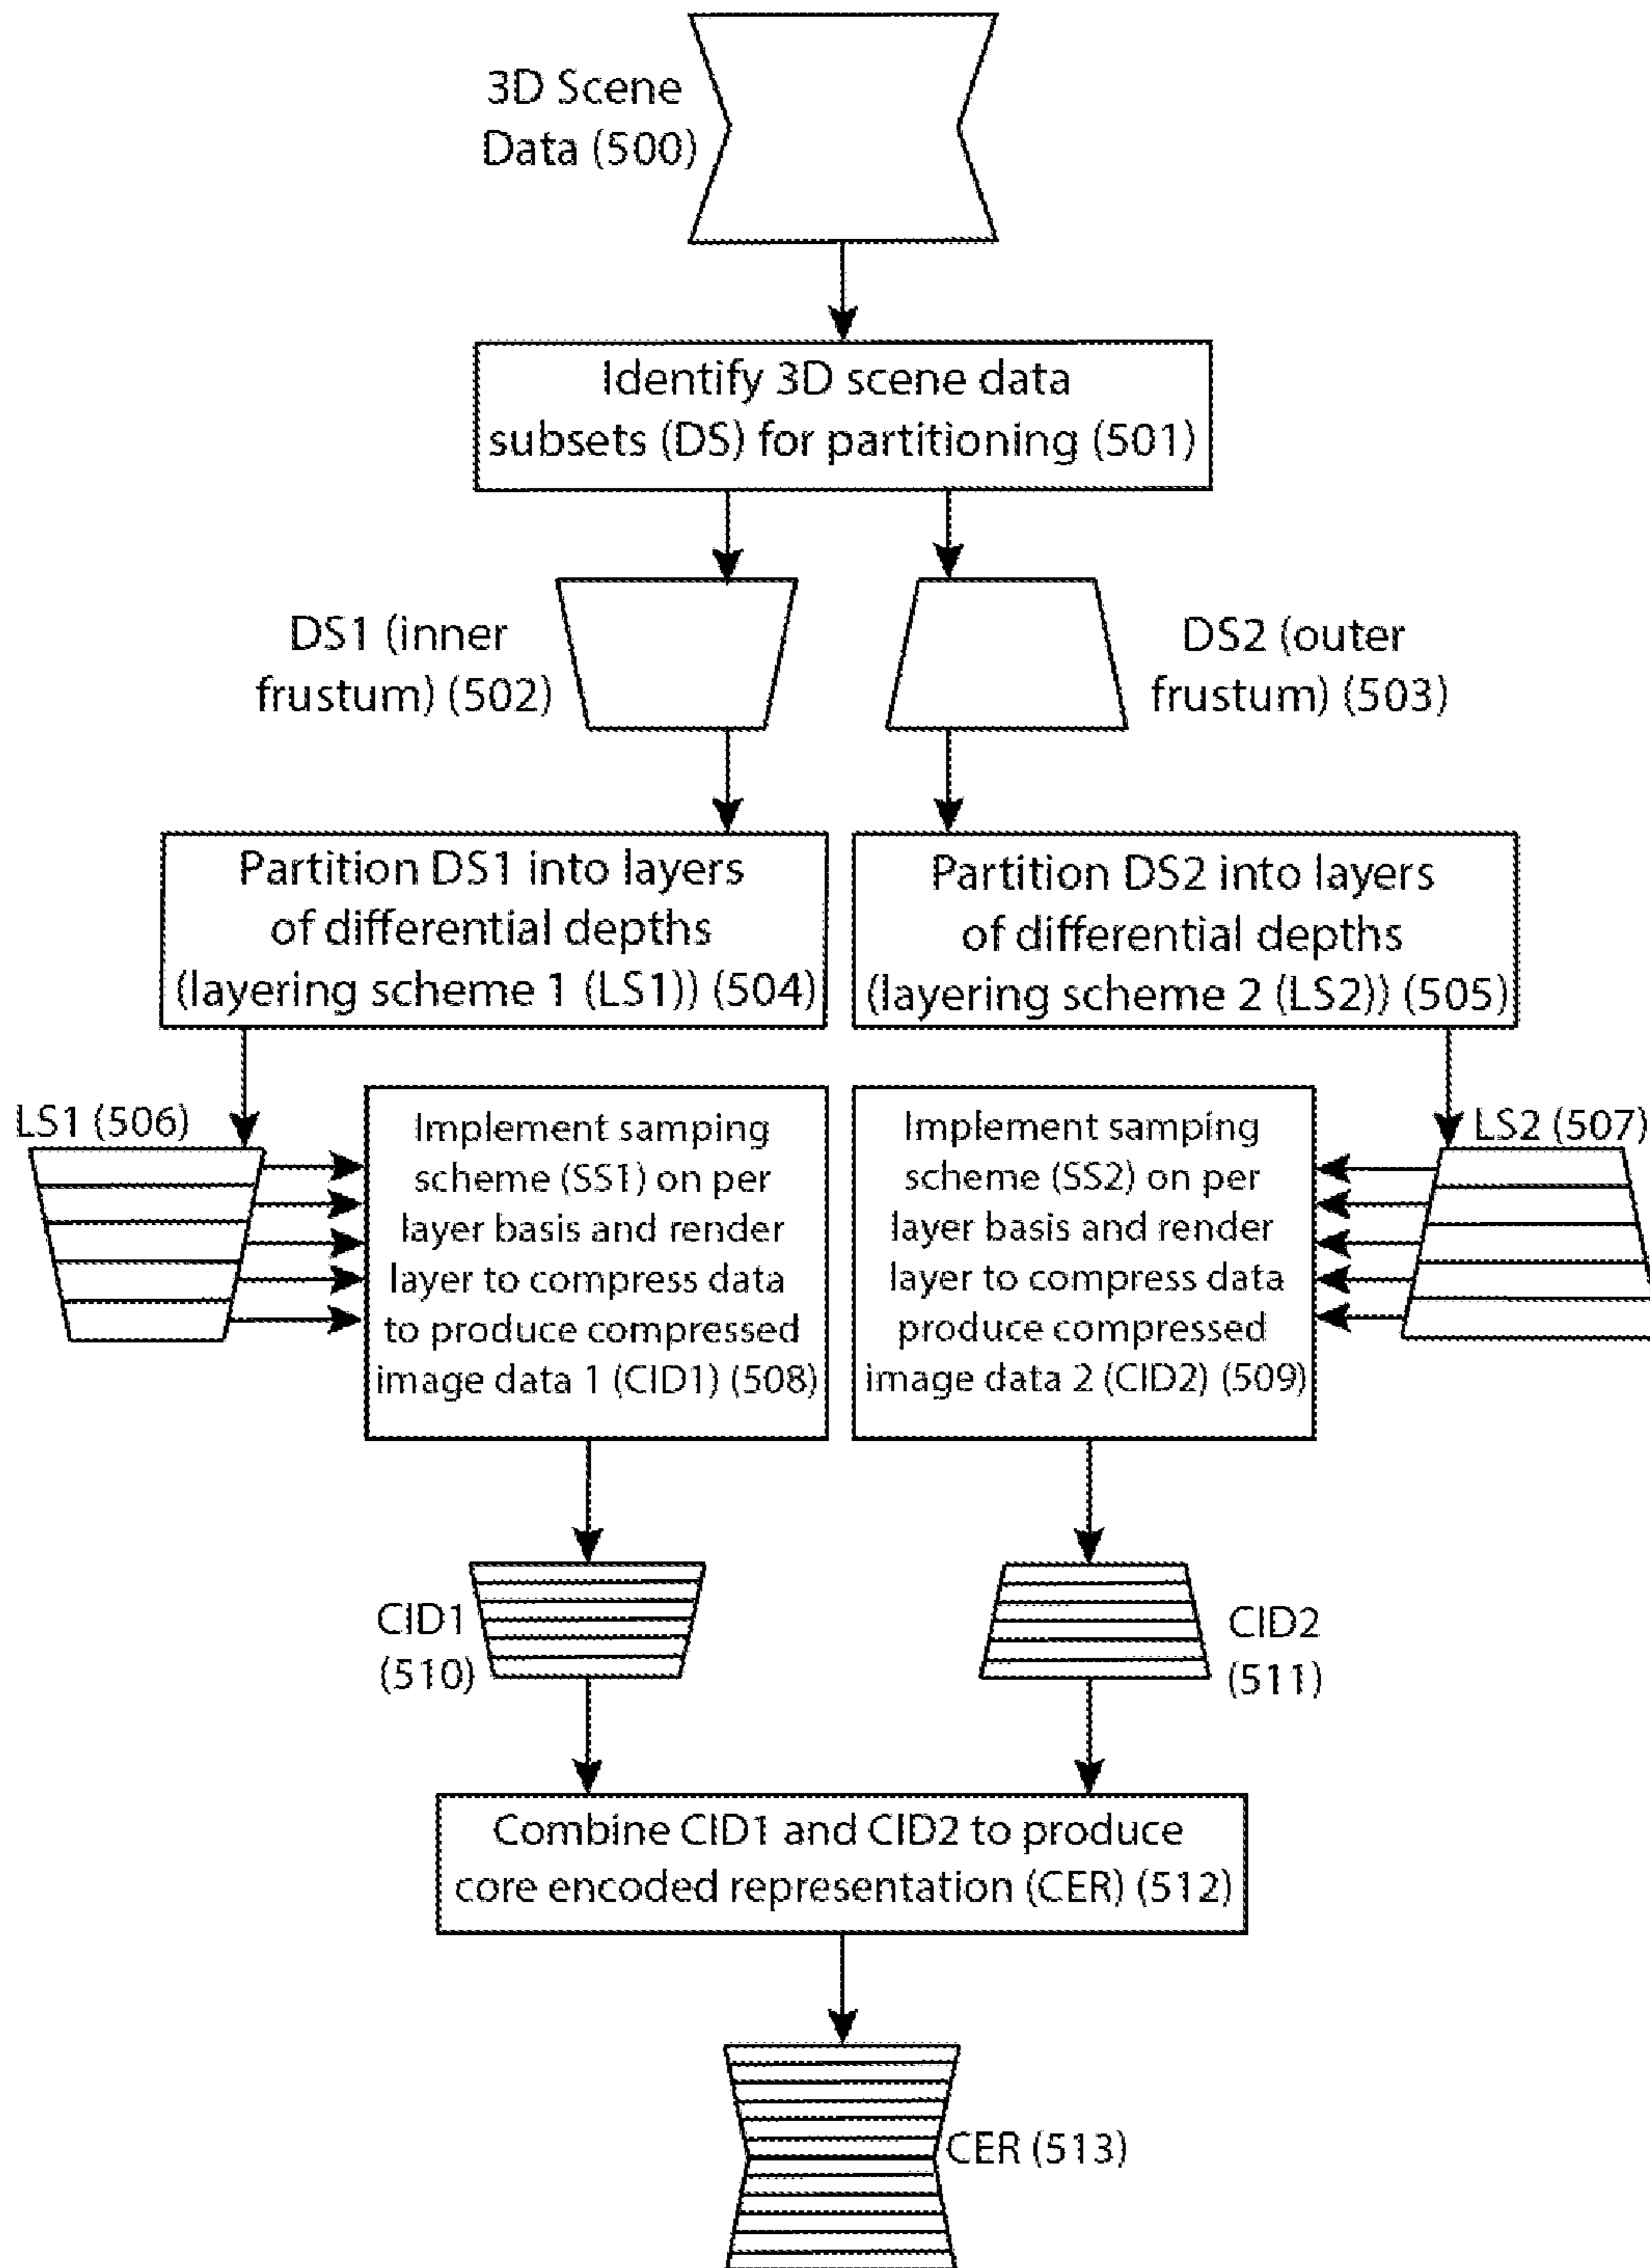 3D Scene
Data (500)
Identify 3D scene data
subsets (DS) for partitioning (501)
DS1 (inner
frustum) (502)
DS2 (outer
frustum) (503)
Partition DS1 into layers
of differential depths
(layering scheme 1 (LS1)) (504)
Partition DS2 into layers
of differential depths
(layering scheme 2 (LS2)) (505)
LS1 (506)
Implement samping
scheme (SS1) on per
layer basis and render
layer to compress data
to produce compressed
image data 1 (CID1) (508)
Implement samping
scheme (SS2) on per
layer basis and render
layer to compress data
produce compressed
image data 2 (CID2) (509)
LS2 (507)
CID1
(510)
CID2
(511)
Combine CID1 and CID2 to produce
core encoded representation (CER) (512)
CER (513)